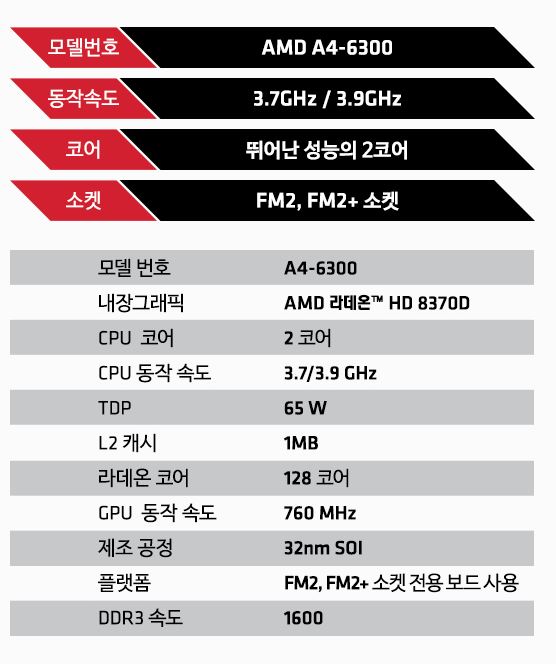 모델번호 AMD A4-6300
동작속도 3.7GHz / 3.9GHz
코어 뛰어난 성능의 2코어
소켓 FM2, FM2+ 소켓
모델 번호 A4-6300
내장그래픽 AMD 라데온™ HD 8370D
CPU 코어 2 코어
CPU 동작 속도 3.7/3.9 GHz
TDP 65 W
L2 캐시 1MB
라데온 코어 128 코어
GPU 동작 속도 760 MHz
제조 공정 32nm SOI
플랫폼 FM2, FM2+ 소켓 전용 보드 사용
DDR3 속도 1600